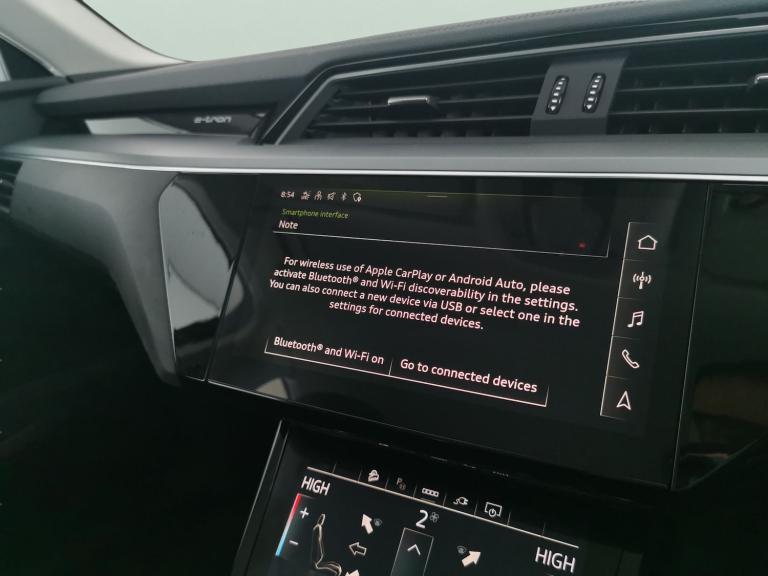 e-tron
8:54
Smartphone interface
Note
For wireless use of Apple CarPlay or Android Auto, please
activate Bluetooth® and Wi-Fi discoverability in the settings.
You can also connect a new device via USB or select one in the
settings for connected devices.
Bluetooth® and Wi-Fi on
Go to connected devices
HIGH
2
HIGH